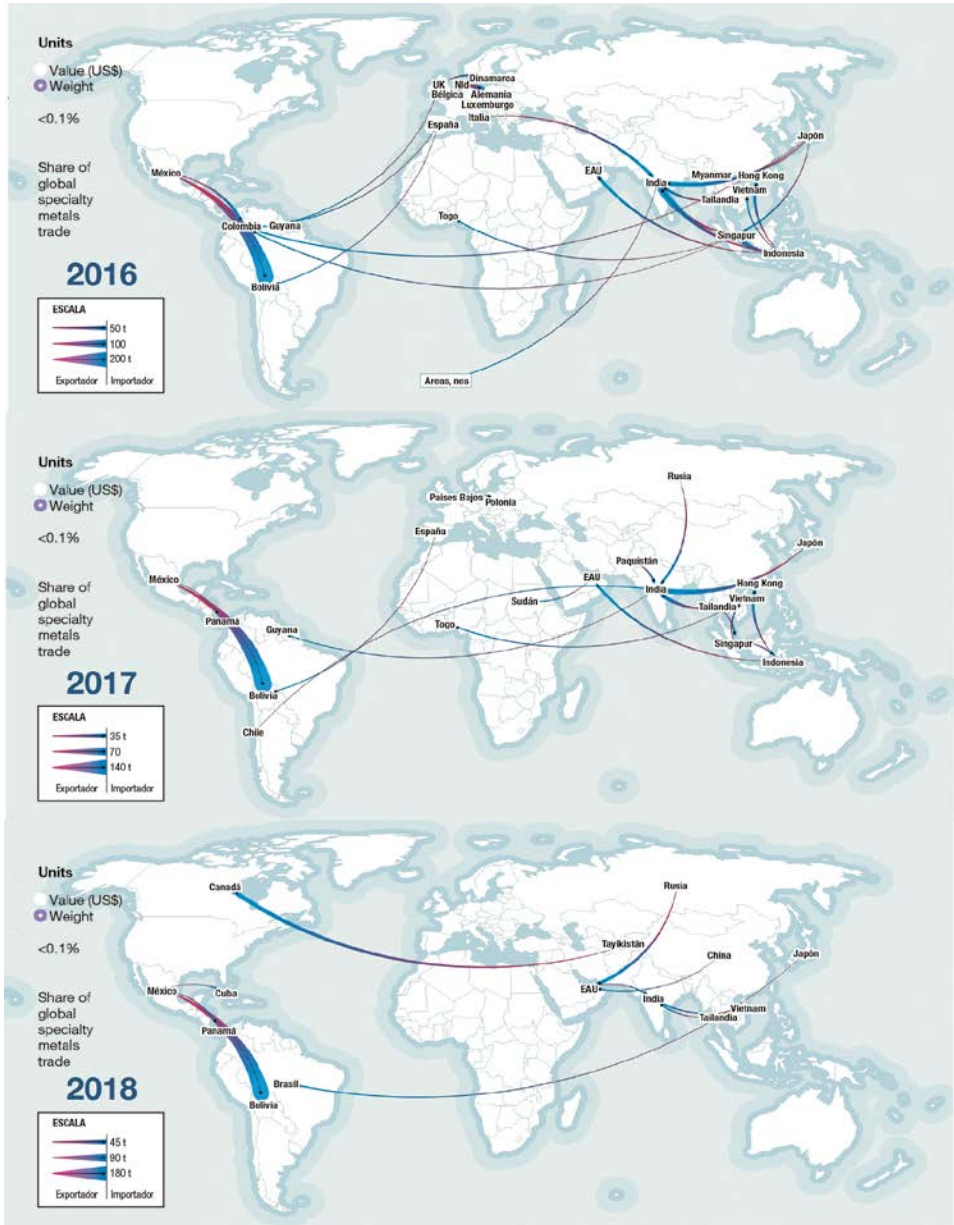 Units
Value (US$)
Weight
<0.1%
Share of
global
specialty
metals
trade
2016
ESCALA
50 t
100
200 t
Exportador
Importador
México
Colombia
Guyana
Bolivia
UK
Nld
Dinamarca
Bélgica
Alemania
Luxemburgo
Italia
España
Togo
EAU
India
Myanmar
Hong Kong
Vietnam
Tailandia
Singapur
Indonesia
Japón
Areas, nes
Units
Value (US$)
Weight
<0.1%
Share of
global
specialty
metals
trade
2017
ESCALA
35 t
70
140 t
Exportador
Importador
México
Panamá
Guyana
Bolivia
Chile
Países Bajos
Polonia
España
Togo
Sudán
EAU
Paquistán
India
Rusia
Japón
Hong Kong
Vietnam
Tailandia
Singapur
Indonesia
Units
Value (US$)
Weight
<0.1%
Share of
global
specialty
metals
trade
2018
ESCALA
45 t
90 t
180 t
Exportador
Importador
Canadá
México
Cuba
Panamá
Brasil
Bolivia
Rusia
Tayikistán
China
Japón
EAU
India
Vietnam
Tailandia